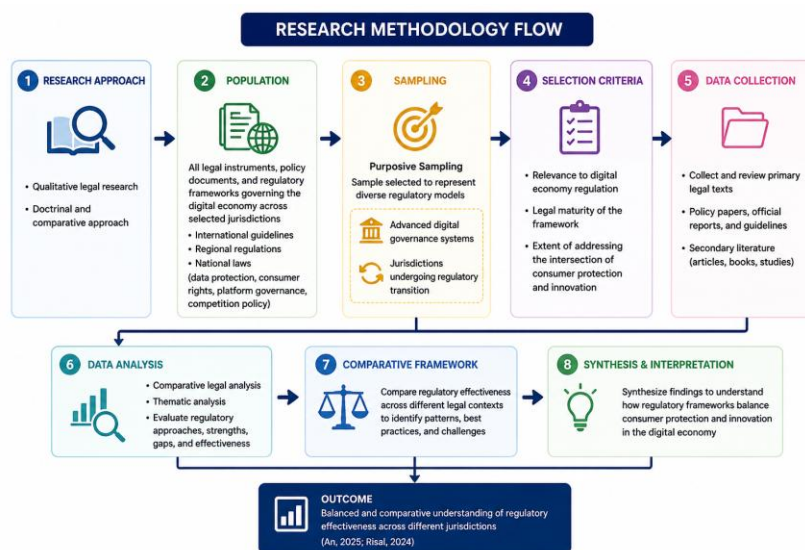 RESEARCH METHODOLOGY FLOW
1 RESEARCH APPROACH
• Qualitative legal research
• Doctrinal and
comparative approach
2 POPULATION
All legal instruments, policy
documents, and regulatory
frameworks governing the
digital economy across
selected jurisdictions
• International guidelines
• Regional regulations
• National laws
(data protection, consumer
rights, platform governance,
competition policy)
3 SAMPLING
Purposive Sampling
Sample selected to represent
diverse regulatory models
Advanced digital
governance systems
Jurisdictions
undergoing regulatory
transition
4 SELECTION CRITERIA
• Relevance to digital
economy regulation
• Legal maturity of the
framework
• Extent of addressing
the intersection of
consumer protection
and innovation
5 DATA COLLECTION
• Collect and review primary
legal texts
• Policy papers, official
reports, and guidelines
• Secondary literature
(articles, books, studies)
6 DATA ANALYSIS
• Comparative legal analysis
• Thematic analysis
• Evaluate regulatory
approaches, strengths,
gaps, and effectiveness
7 COMPARATIVE FRAMEWORK
Compare regulatory effectiveness
across different legal contexts
to identify patterns, best
practices, and challenges
8 SYNTHESIS & INTERPRETATION
Synthesize findings to understand
how regulatory frameworks balance
consumer protection and innovation
in the digital economy
OUTCOME
Balanced and comparative understanding of regulatory
effectiveness across different jurisdictions
(An, 2025; Risal, 2024)